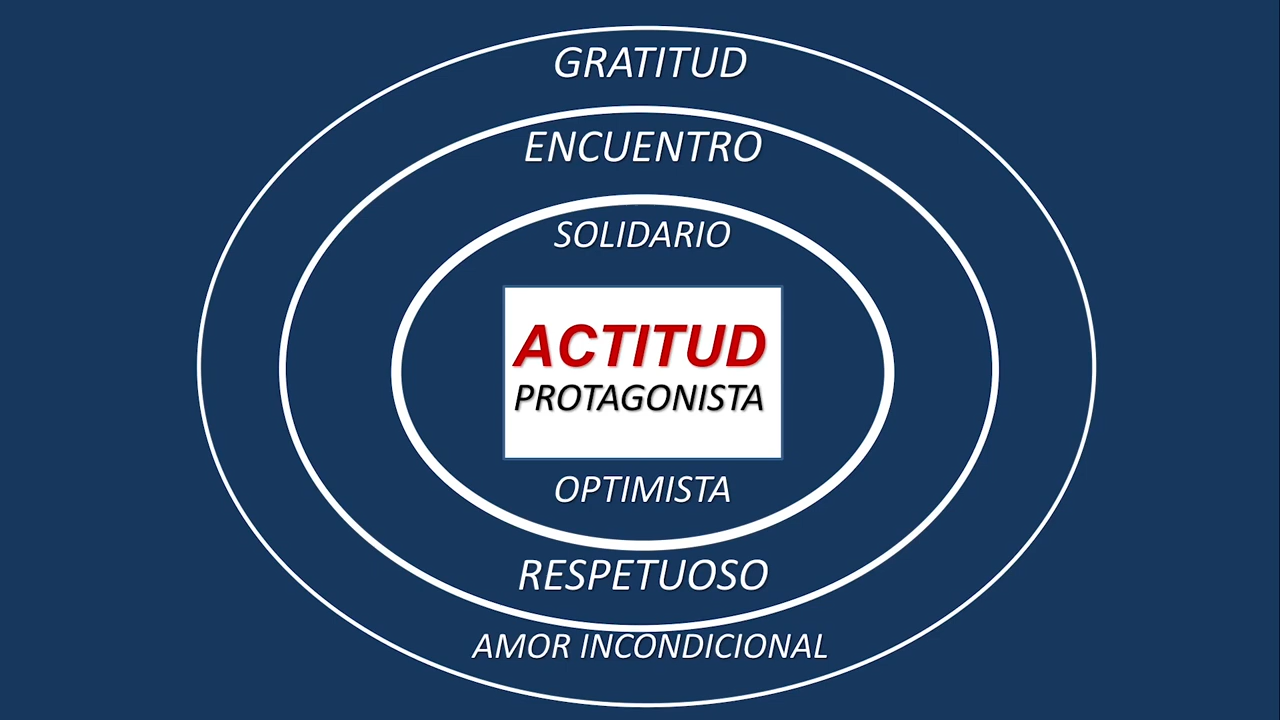 GRATITUD
ENCUENTRO
SOLIDARIO
ACTITUD
PROTAGONISTA
OPTIMISTA
RESPETUOSO
AMOR INCONDICIONAL